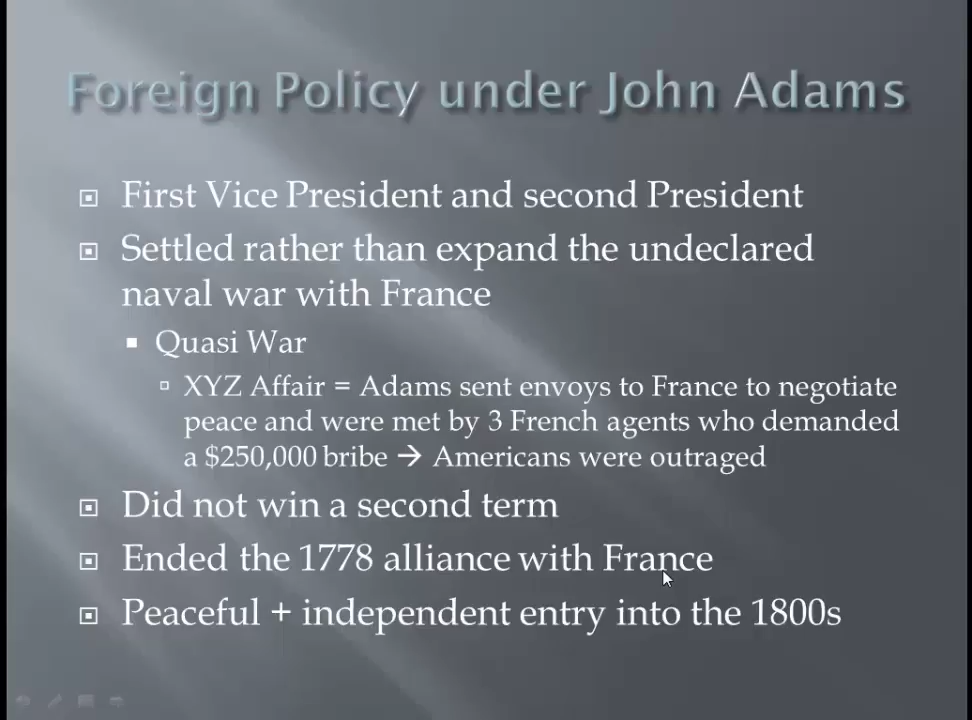 Foreign Policy under John Adams
First Vice President and second President
Settled rather than expand the undeclared
naval war with France
Quasi War
XYZ Affair = Adams sent envoys to France to negotiate
peace and were met by 3 French agents who demanded
a $250,000 bribe → Americans were outraged
Did not win a second term
Ended the 1778 alliance with France
Peaceful + independent entry into the 1800s